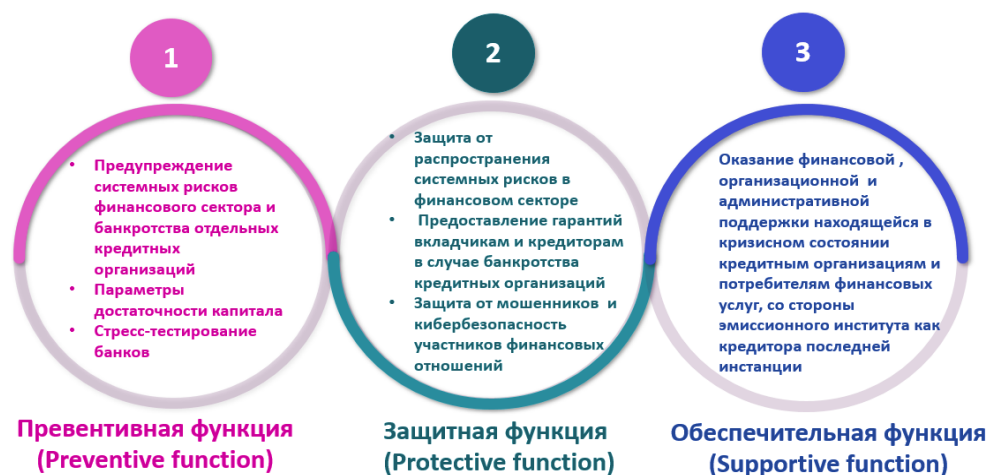 1
• Предупреждение
системных рисков
финансового сектора и
банкротства отдельных
кредитных
организаций
• Параметры
достаточности капитала
• Стресс-тестирование
банков
Превентивная функция
(Preventive function)
2
• Защита от
распространения
системных рисков в
финансовом секторе
• Предоставление гарантий
вкладчикам и кредиторам
в случае банкротства
кредитных организаций
• Защита от мошенников и
кибербезопасность
участников финансовых
отношений
Защитная функция
(Protective function)
3
Оказание финансовой ,
организационной и
административной
поддержки находящейся в
кризисном состоянии
кредитным организациям и
потребителям финансовых
услуг, со стороны
эмиссионного института как
кредитора последней
инстанции
Обеспечительная функция
(Supportive function)